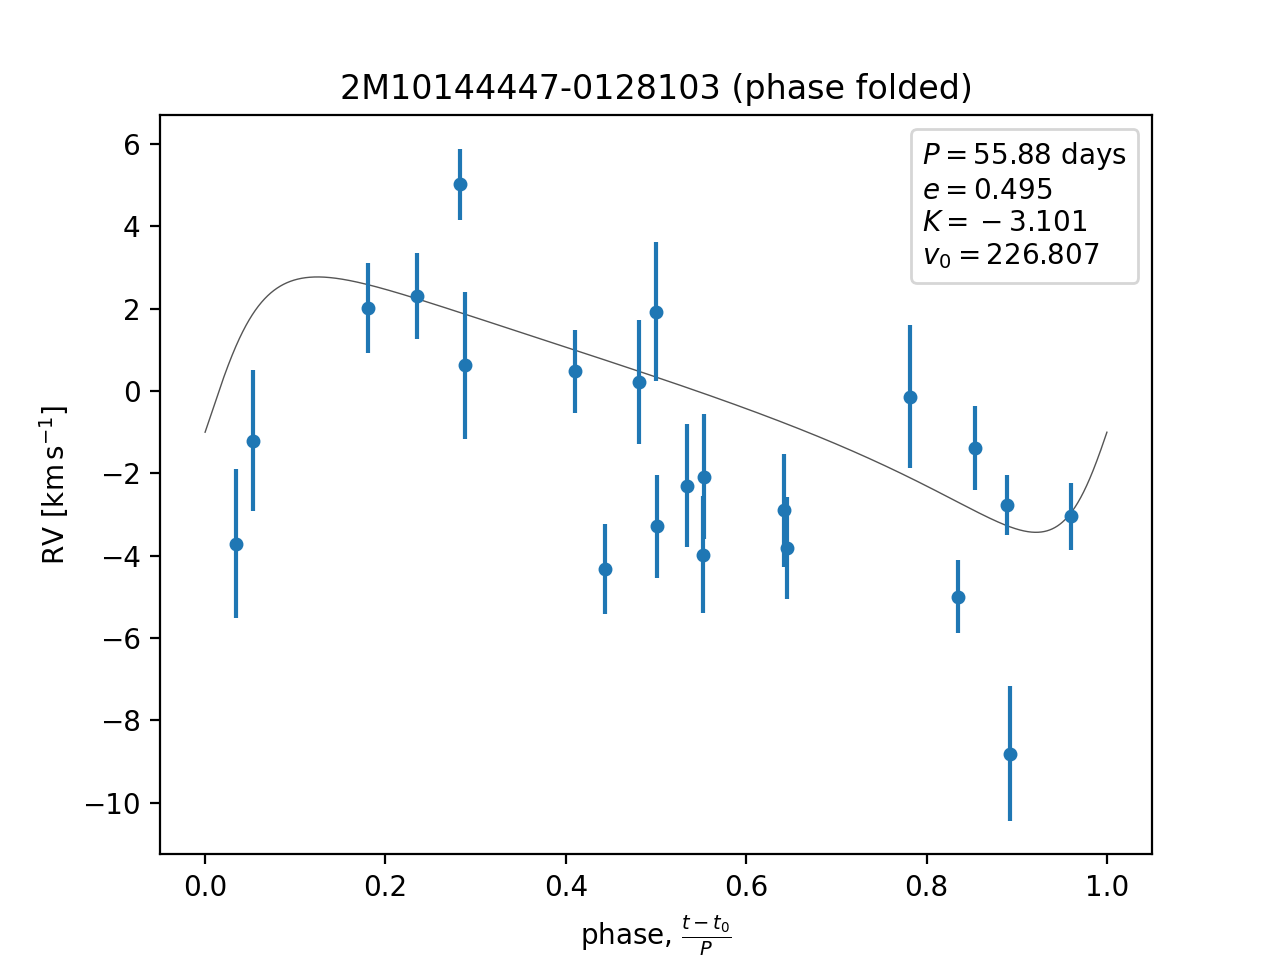 2M10144447-0128103 (phase folded)
P = 55.88 days
e = 0.495
K = −3.101
v₀ = 226.807
6
4
2
0
−2
−4
−6
−8
−10
RV [km s⁻¹]
0.0 0.2 0.4 0.6 0.8 1.0
phase, (t − t₀)/P